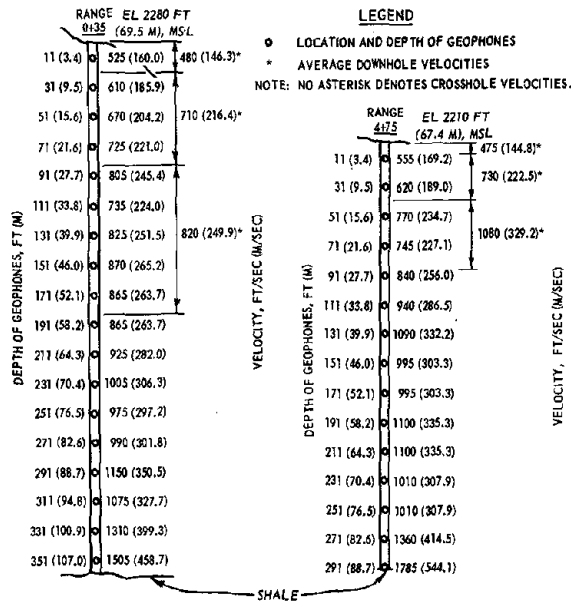 RANGE EL 2280 FT
0+35 (69.5 M), MSL
11 (3.4) 525 (160.0) 480 (146.3)*
31 (9.5) 610 (185.9)
51 (15.6) 670 (204.2) 710 (216.4)*
71 (21.6) 725 (221.0)
91 (27.7) 805 (245.4)
111 (33.8) 735 (224.0)
131 (39.9) 825 (251.5) 820 (249.9)*
151 (46.0) 870 (265.2)
171 (52.1) 865 (263.7)
191 (58.2) 865 (263.7)
211 (64.3) 925 (282.0)
231 (70.4) 1005 (306.3)
251 (76.5) 975 (297.2)
271 (82.6) 990 (301.8)
291 (88.7) 1150 (350.5)
311 (94.8) 1075 (327.7)
331 (100.9) 1310 (399.3)
351 (107.0) 1505 (458.7)
DEPTH OF GEOPHONES, FT (M)
VELOCITY, FT/SEC (M/SEC)
LEGEND
LOCATION AND DEPTH OF GEOPHONES
* AVERAGE DOWNHOLE VELOCITIES
NOTE: NO ASTERISK DENOTES CROSSHOLE VELOCITIES.
RANGE EL 2210 FT
4+75 (67.4 M), MSL
475 (144.8)*
11 (3.4) 555 (169.2)
730 (222.5)*
31 (9.5) 620 (189.0)
51 (15.6) 770 (234.7)
1080 (329.2)*
71 (21.6) 745 (227.1)
91 (27.7) 840 (256.0)
111 (33.8) 940 (286.5)
131 (39.9) 1090 (332.2)
151 (46.0) 995 (303.3)
171 (52.1) 995 (303.3)
191 (58.2) 1100 (335.3)
211 (64.3) 1100 (335.3)
231 (70.4) 1010 (307.9)
251 (76.5) 1010 (307.9)
271 (82.6) 1360 (414.5)
291 (88.7) 1785 (544.1)
DEPTH OF GEOPHONES, FT (M)
VELOCITY, FT/SEC (M/SEC)
SHALE